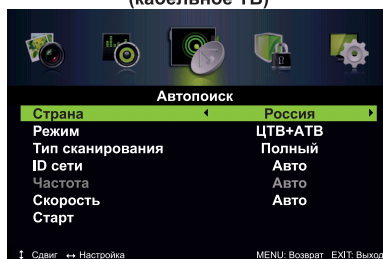 (кабельное ТВ)
Автопоиск
Страна Россия
Режим ЦТВ+АТВ
Тип сканирования Полный
ID сети Авто
Частота Авто
Скорость Авто
Старт
Сдвиг Настройка MENU: Возврат EXIT: Выход